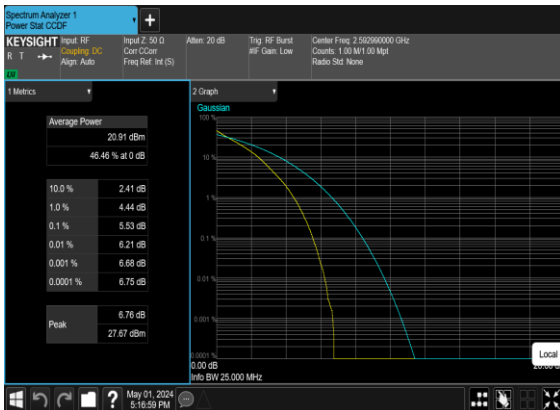 Spectrum Analyzer 1
Power Stat CCDF
KEYSIGHT
R T
Input: RF
Coupling: DC
Align: Auto
Input Z: 50 Ω
Corr CCorr
Freq Ref: Int (S)
Atten: 20 dB
Trig: RF Burst
#IF Gain: Low
Center Freq: 2.592990000 GHz
Counts: 1.00 M/1.00 Mpt
Radio Std: None
1 Metrics
Average Power
20.91 dBm
46.46 % at 0 dB
10.0 % 2.41 dB
1.0 % 4.44 dB
0.1 % 5.53 dB
0.01 % 6.21 dB
0.001 % 6.68 dB
0.0001 % 6.75 dB
Peak
6.76 dB
27.67 dBm
2 Graph
Gaussian
100 %
10 %
1 %
0.1 %
0.01 %
0.001 %
0.0001 %
0.00 dB
Info BW 25.000 MHz
Local
May 01, 2024
5:16:59 PM